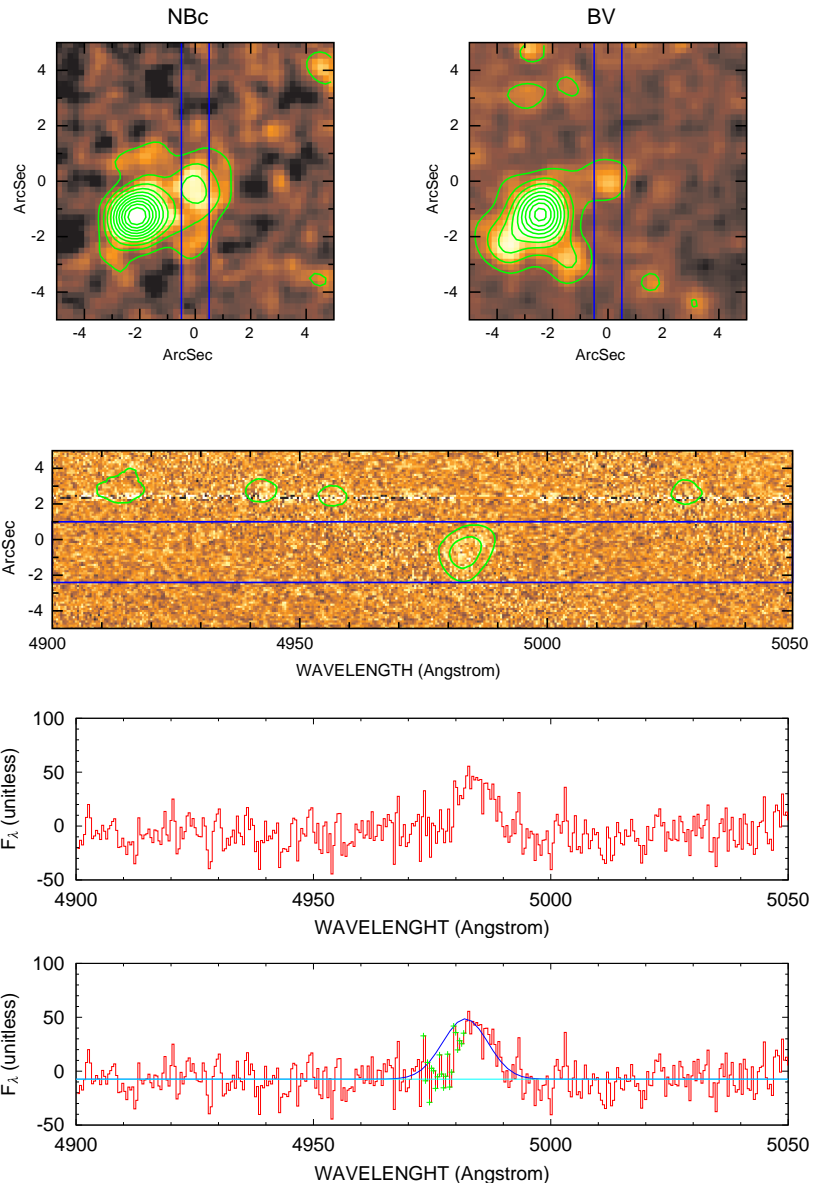 NBc BV
4
2
0
-2
-4
ArcSec
-4 -2 0 2 4
ArcSec
4
2
0
-2
-4
ArcSec
-4 -2 0 2 4
ArcSec
4
2
0
-2
-4
ArcSec
4900 4950 5000 5050
WAVELENGTH (Angstrom)
100
50
0
-50
Fλ (unitless)
4900 4950 5000 5050
WAVELENGHT (Angstrom)
100
50
0
-50
Fλ (unitless)
4900 4950 5000 5050
WAVELENGHT (Angstrom)